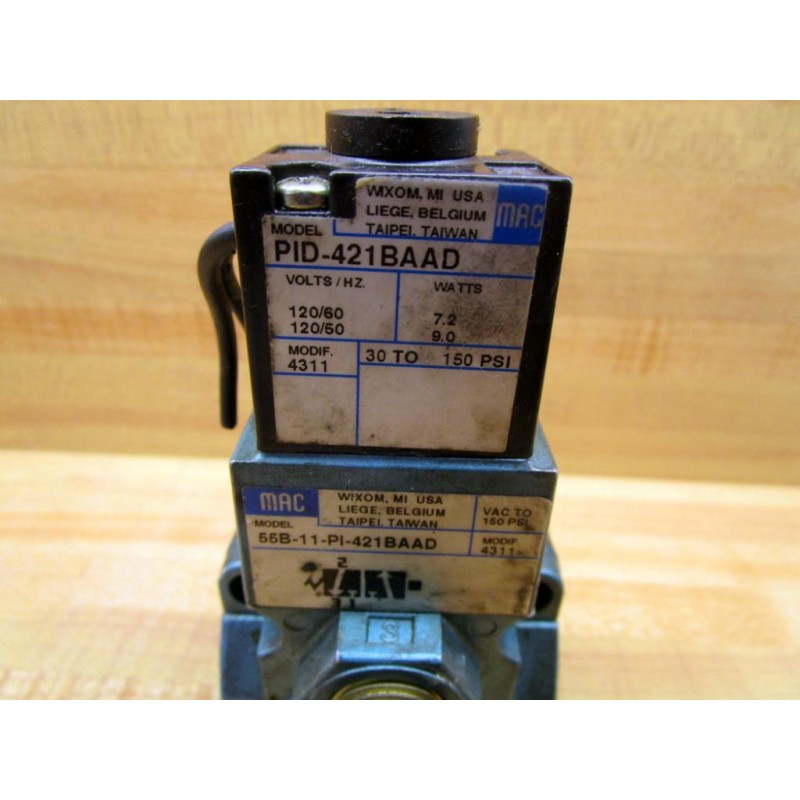 WIXOM, MI USA
LIEGE, BELGIUM
TAIPEI, TAIWAN
MAC
MODEL
PID-421BAAD
VOLTS/HZ.
WATTS
120/60
7.2
120/50
9.0
MODIF.
4311
30 TO 150 PSI
MAC
WIXOM, MI USA
LIEGE, BELGIUM
TAIPEI, TAIWAN
VAC TO
150 PSI
MODEL
55B-11-PI-421BAAD
MODIF.
4311-
2
3 1
3